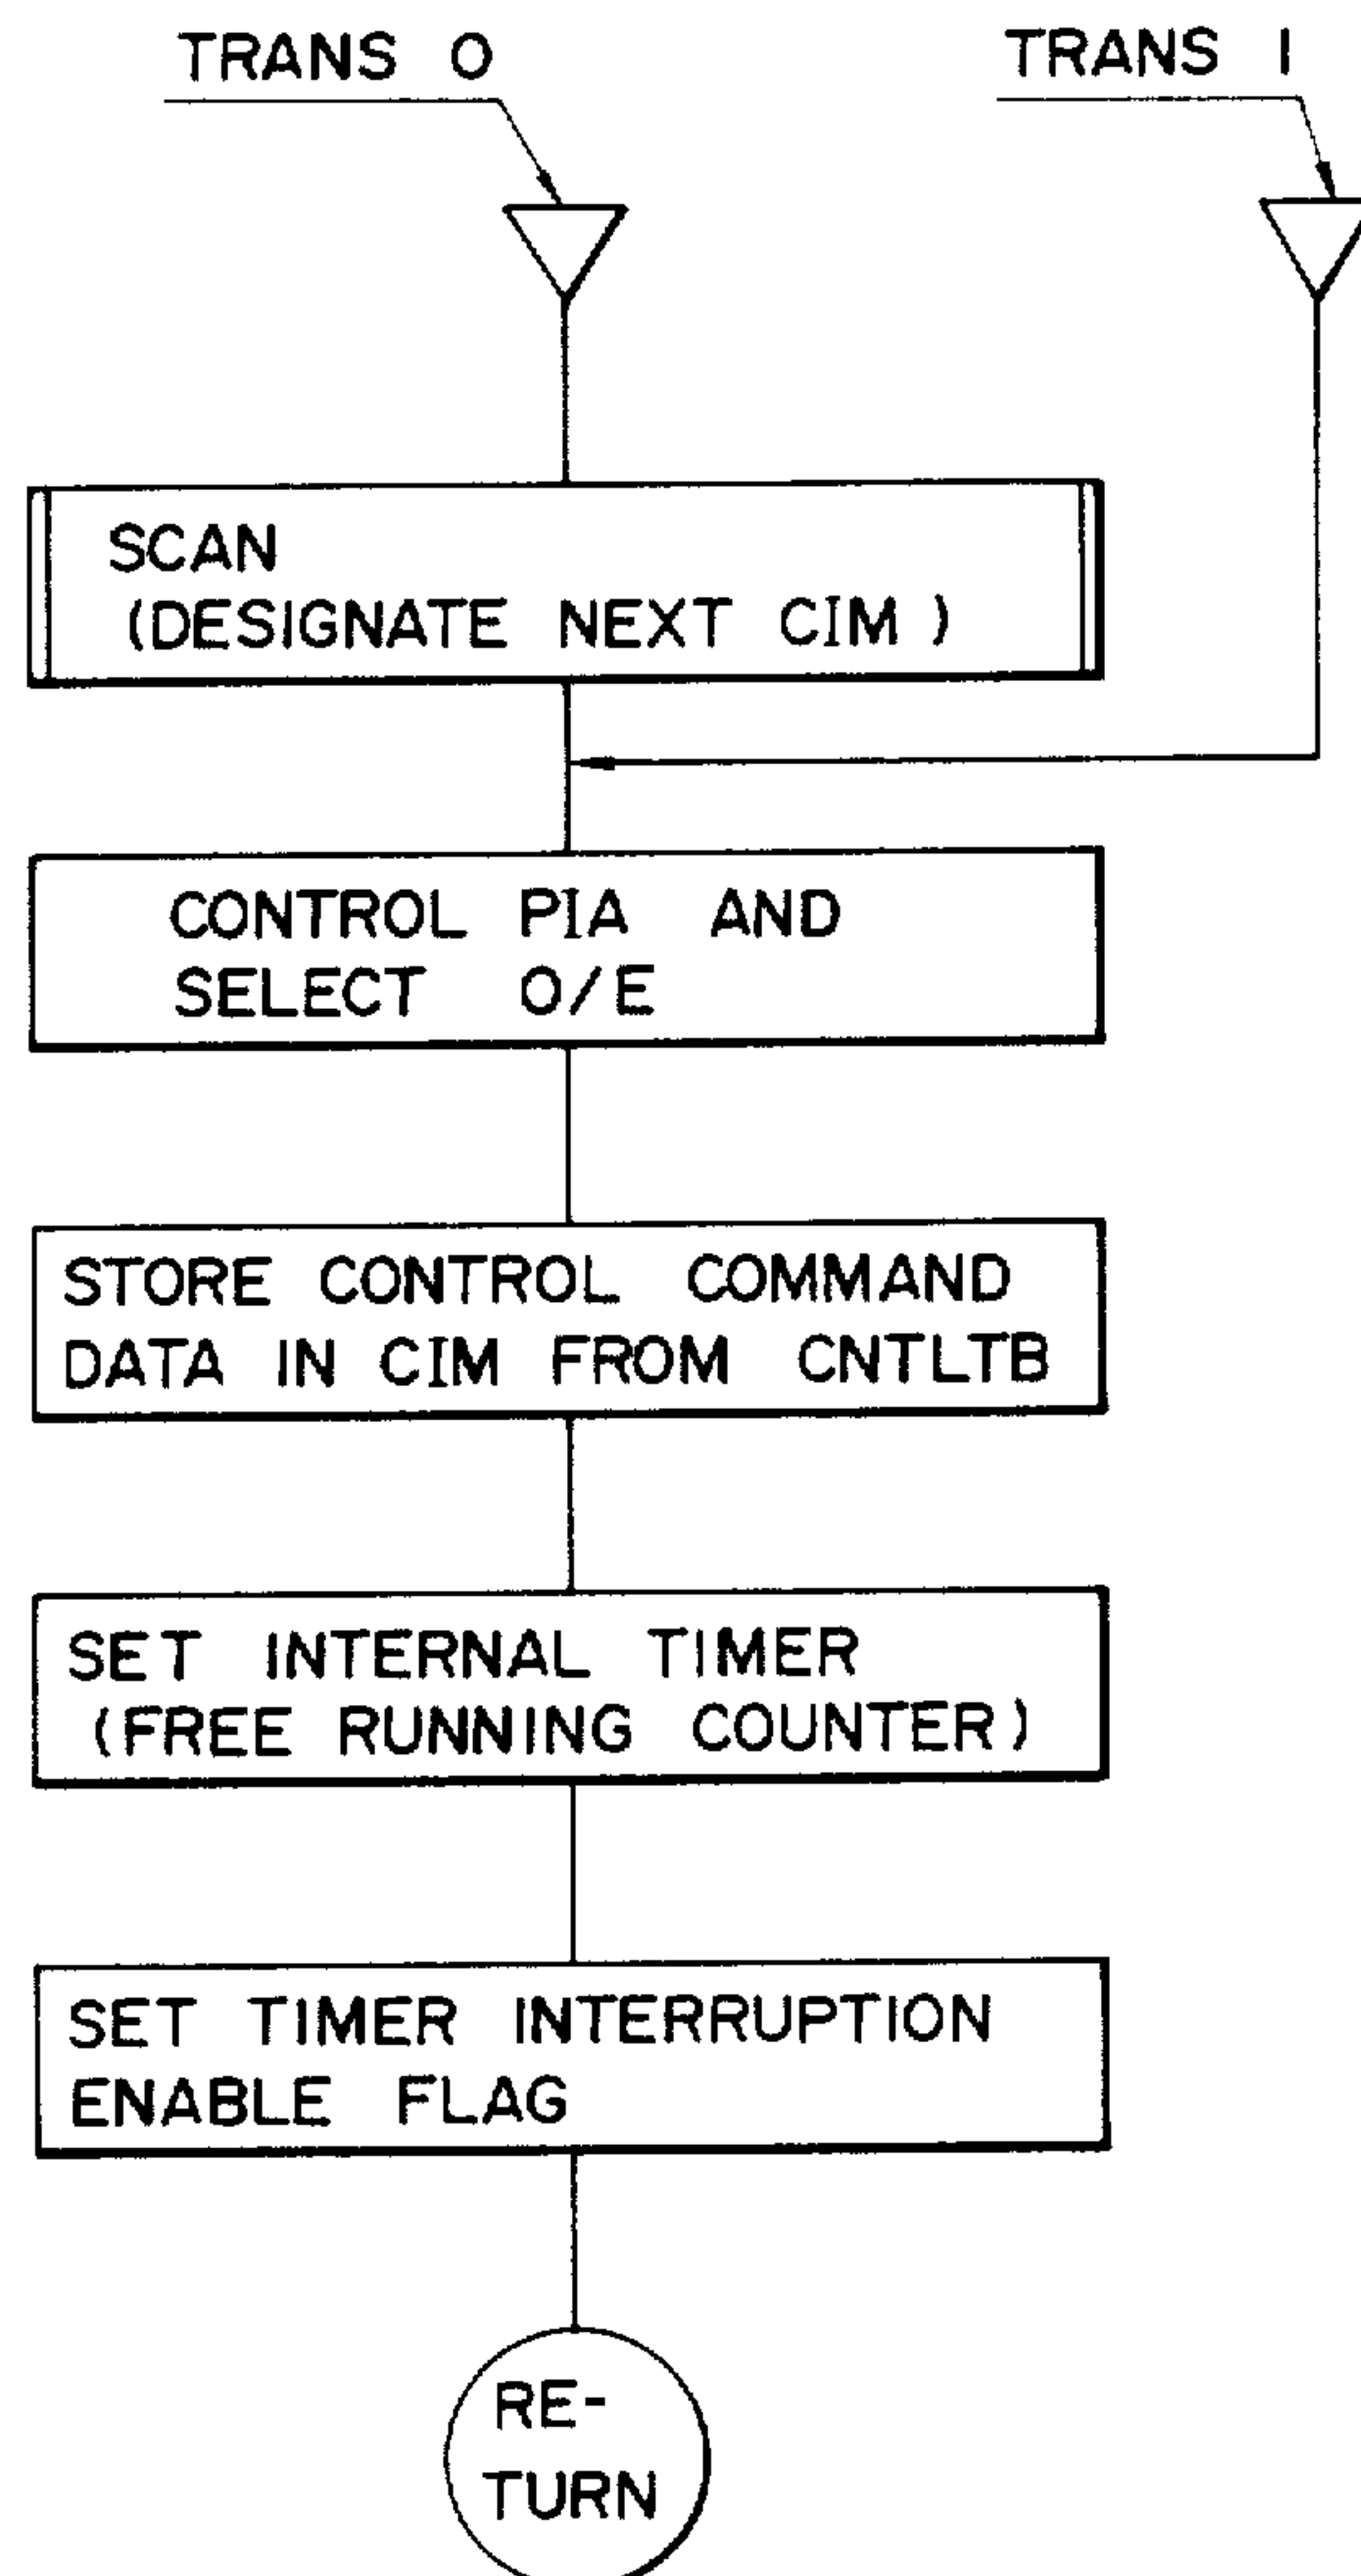 TRANS 0
TRANS 1
SCAN
(DESIGNATE NEXT CIM)
CONTROL PIA AND
SELECT O/E
STORE CONTROL COMMAND
DATA IN CIM FROM CNTLTB
SET INTERNAL TIMER
(FREE RUNNING COUNTER)
SET TIMER INTERRUPTION
ENABLE FLAG
RE-
TURN